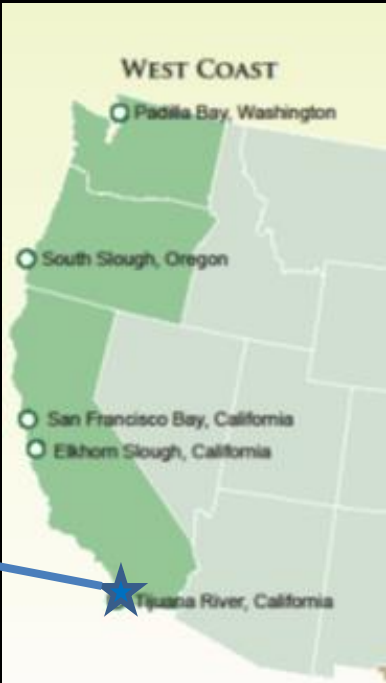 WEST COAST
Padilla Bay, Washington
South Slough, Oregon
San Francisco Bay, California
Elkhorn Slough, California
Tijuana River, California